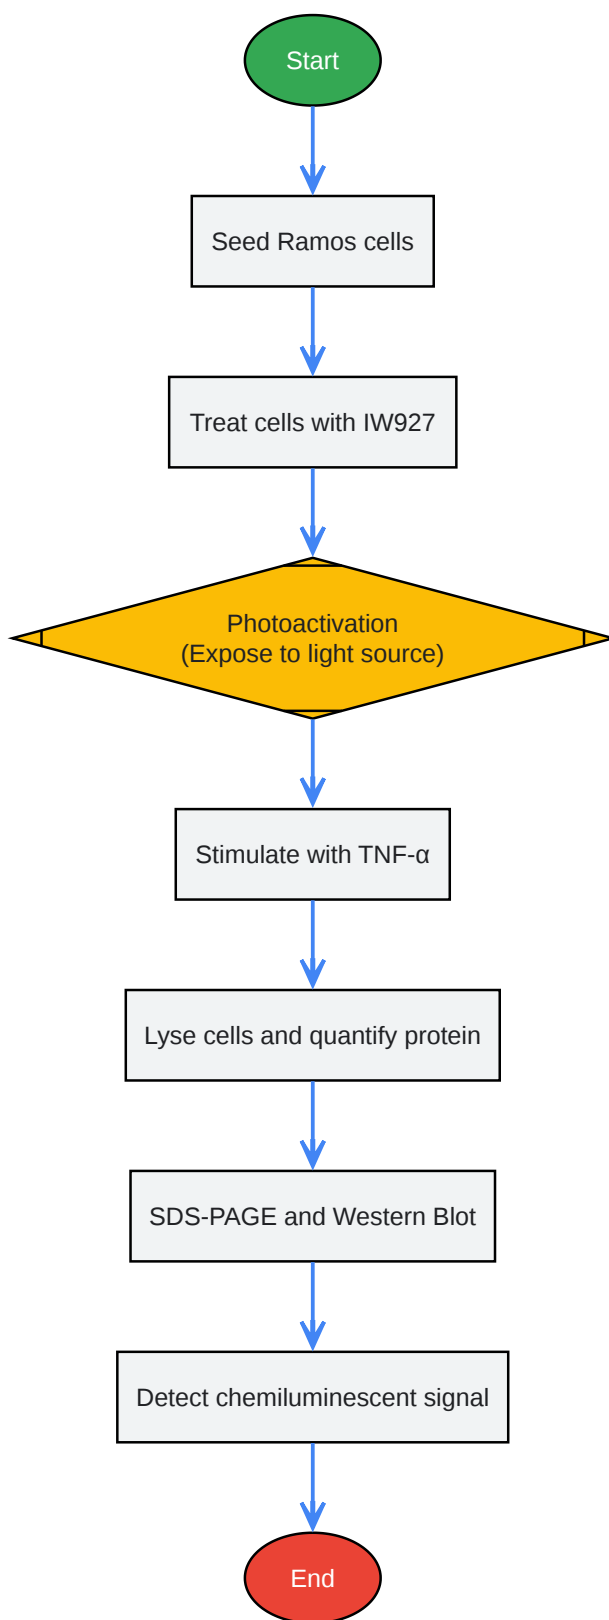 Start
Seed Ramos cells
Treat cells with IW927
Photoactivation
(Expose to light source)
Stimulate with TNF-α
Lyse cells and quantify protein
SDS-PAGE and Western Blot
Detect chemiluminescent signal
End